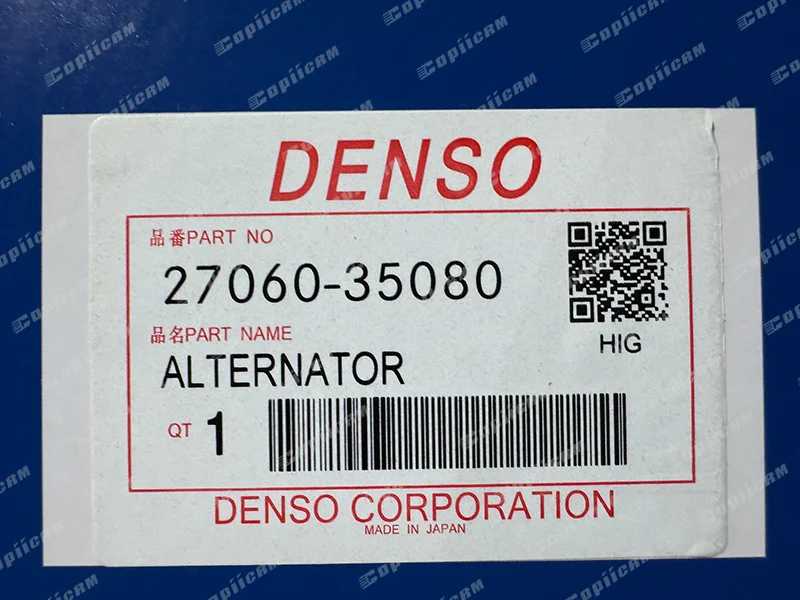 DENSO
品番PART NO
27060-35080
HIG
品名PART NAME
ALTERNATOR
QT 1
DENSO CORPORATION
MADE IN JAPAN
Copiicam